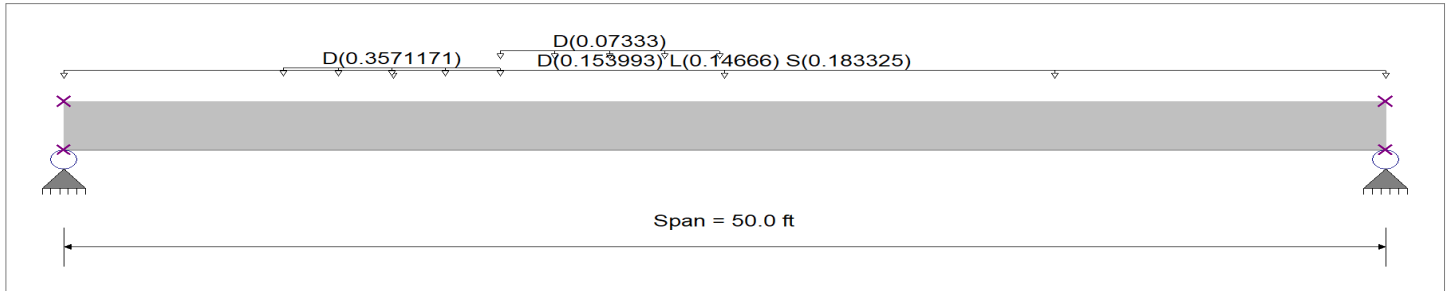 D(0.07333)
D(0.3571171)
D(0.153993) L(0.14666) S(0.183325)
Span = 50.0 ft